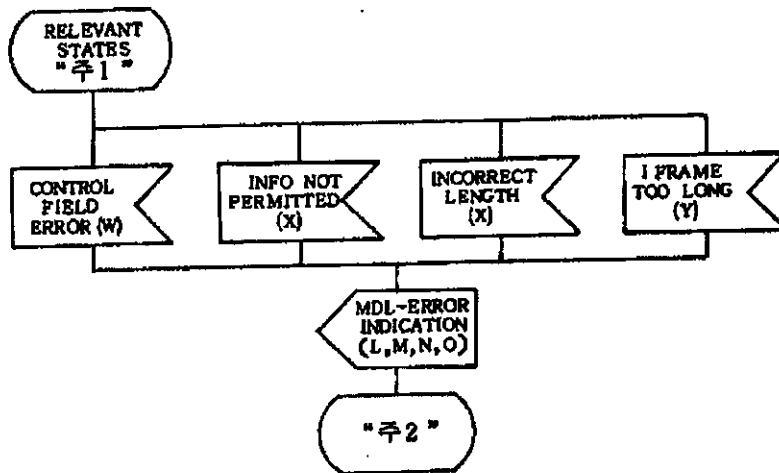 RELEVANT
STATES
"주1"
CONTROL
FIELD
ERROR (W)
INFO NOT
PERMITTED
(X)
INCORRECT
LENGTH
(X)
I FRAME
TOO LONG
(Y)
MDL-ERROR
INDICATION
(L,M,N,O)
"주2"